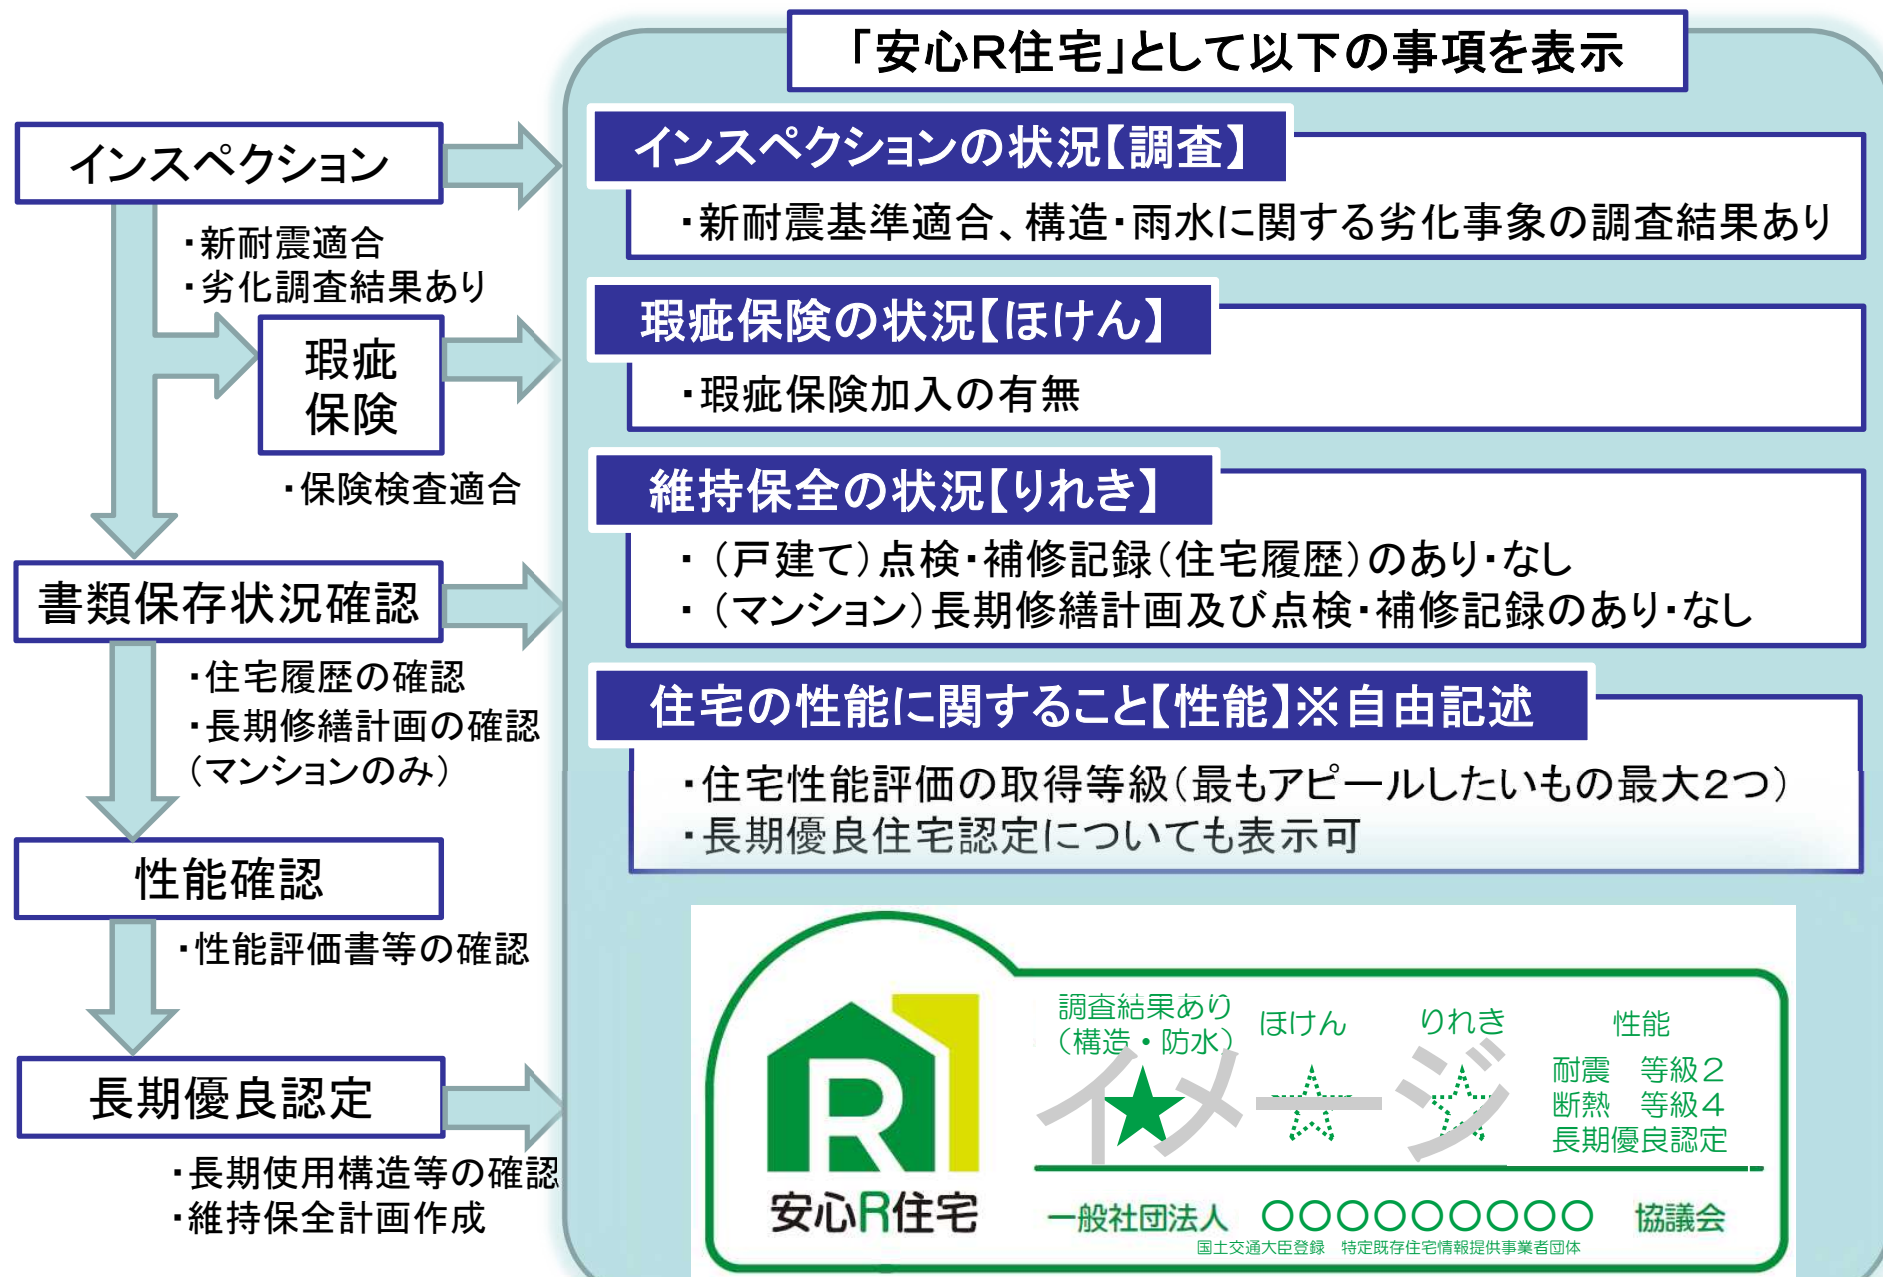 「安心R住宅」として以下の事項を表示
インスペクション
・新耐震適合
・劣化調査結果あり
瑕疵
保険
・保険検査適合
書類保存状況確認
・住宅履歴の確認
・長期修繕計画の確認
（マンションのみ）
性能確認
・性能評価書等の確認
長期優良認定
・長期使用構造等の確認
・維持保全計画作成
インスペクションの状況【調査】
・新耐震基準適合、構造・雨水に関する劣化事象の調査結果あり
瑕疵保険の状況【ほけん】
・瑕疵保険加入の有無
維持保全の状況【りれき】
・（戸建て）点検・補修記録（住宅履歴）のあり・なし
・（マンション）長期修繕計画及び点検・補修記録のあり・なし
住宅の性能に関すること【性能】※自由記述
・住宅性能評価の取得等級（最もアピールしたいもの最大２つ）
・長期優良住宅認定についても表示可
R
安心R住宅
調査結果あり
（構造・防水）
ほけん
りれき
性能
耐震　等級２
断熱　等級４
長期優良認定
イメージ
一般社団法人　○○○○○○○○○　協議会
国土交通大臣登録　特定既存住宅情報提供事業者団体